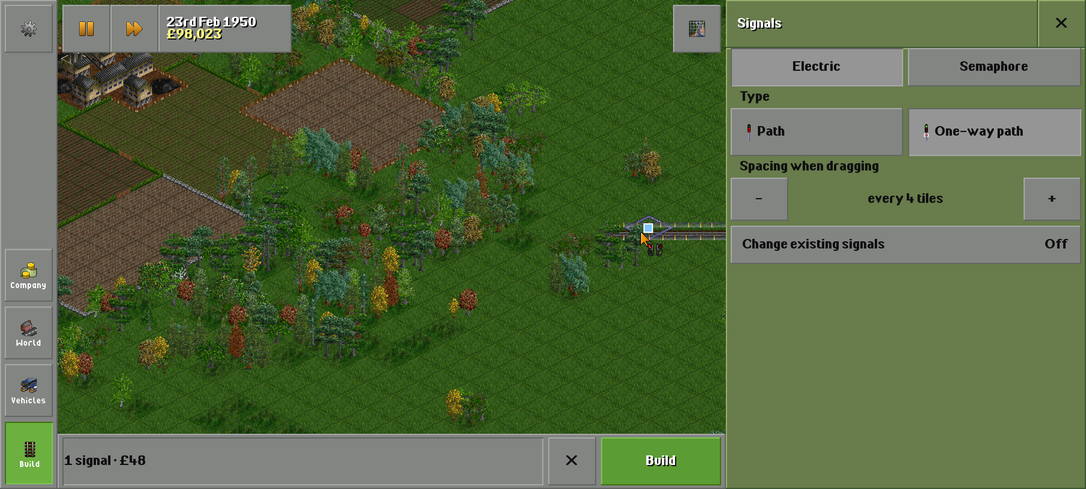 23rd Feb 1950
£98,023
Signals
Electric
Semaphore
Type
Path
One-way path
Spacing when dragging
-
every 4 tiles
+
Change existing signals
Off
Company
World
Vehicles
Build
1 signal · £48
Build